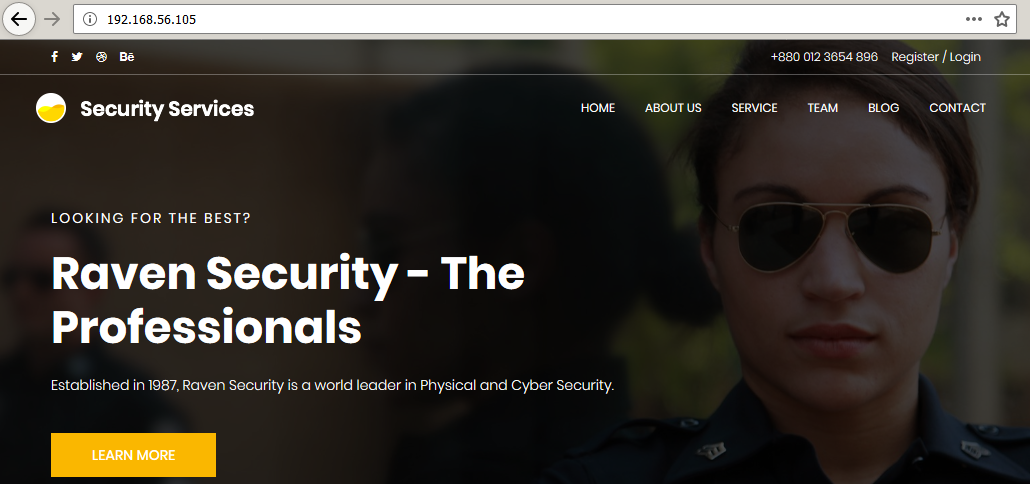 192.168.56.105
Bē
+880 012 3654 896 Register / Login
Security Services
HOME ABOUT US SERVICE TEAM BLOG CONTACT
LOOKING FOR THE BEST?
Raven Security - The
Professionals
Established in 1987, Raven Security is a world leader in Physical and Cyber Security.
LEARN MORE